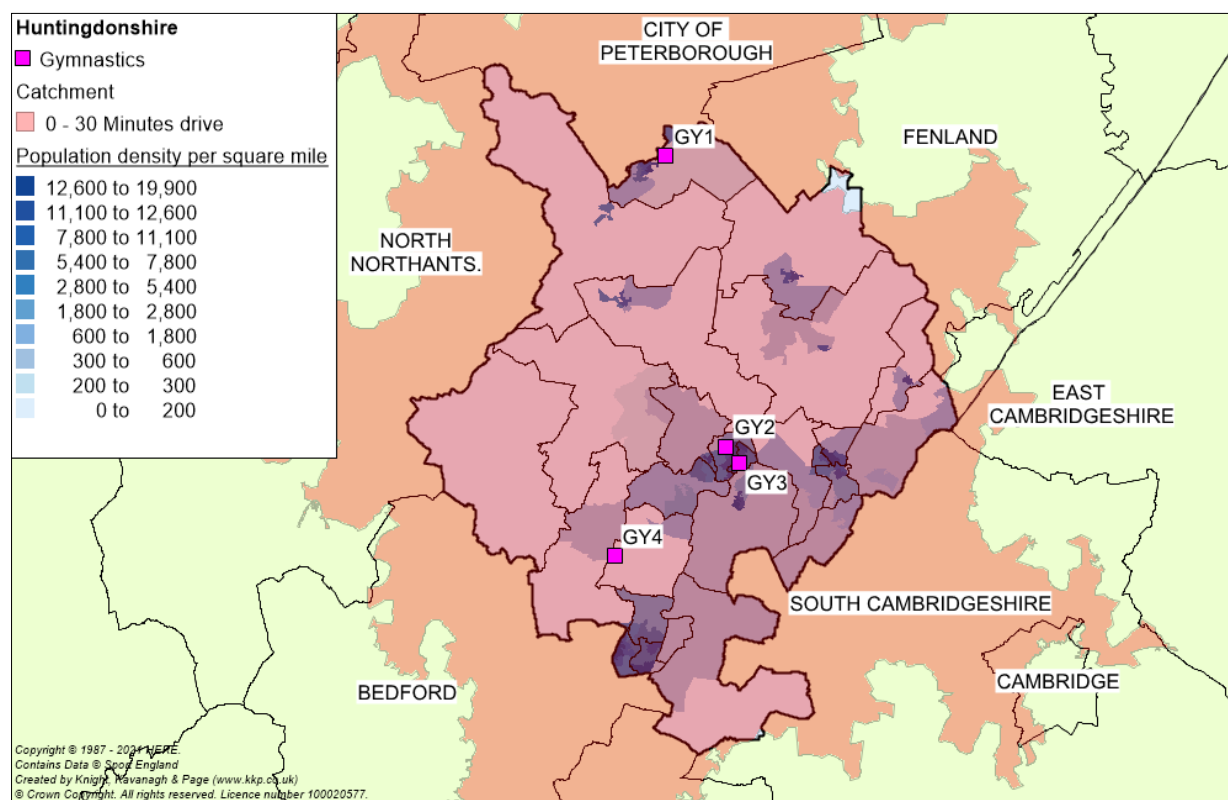 Huntingdonshire
Gymnastics
Catchment
0 - 30 Minutes drive
Population density per square mile
12,600 to 19,900
11,100 to 12,600
7,800 to 11,100
5,400 to 7,800
2,800 to 5,400
1,800 to 2,800
600 to 1,800
300 to 600
200 to 300
0 to 200
CITY OF
PETERBOROUGH
GY1
FENLAND
NORTH
NORTHANTS.
EAST
CAMBRIDGESHIRE
GY2
GY3
GY4
SOUTH CAMBRIDGESHIRE
CAMBRIDGE
BEDFORD
Copyright © 1987 - 2021 HERE.
Contains Data © Sport England
Created by Knight, Kavanagh & Page (www.kkp.co.uk)
© Crown Copyright. All rights reserved. Licence number 100020577.